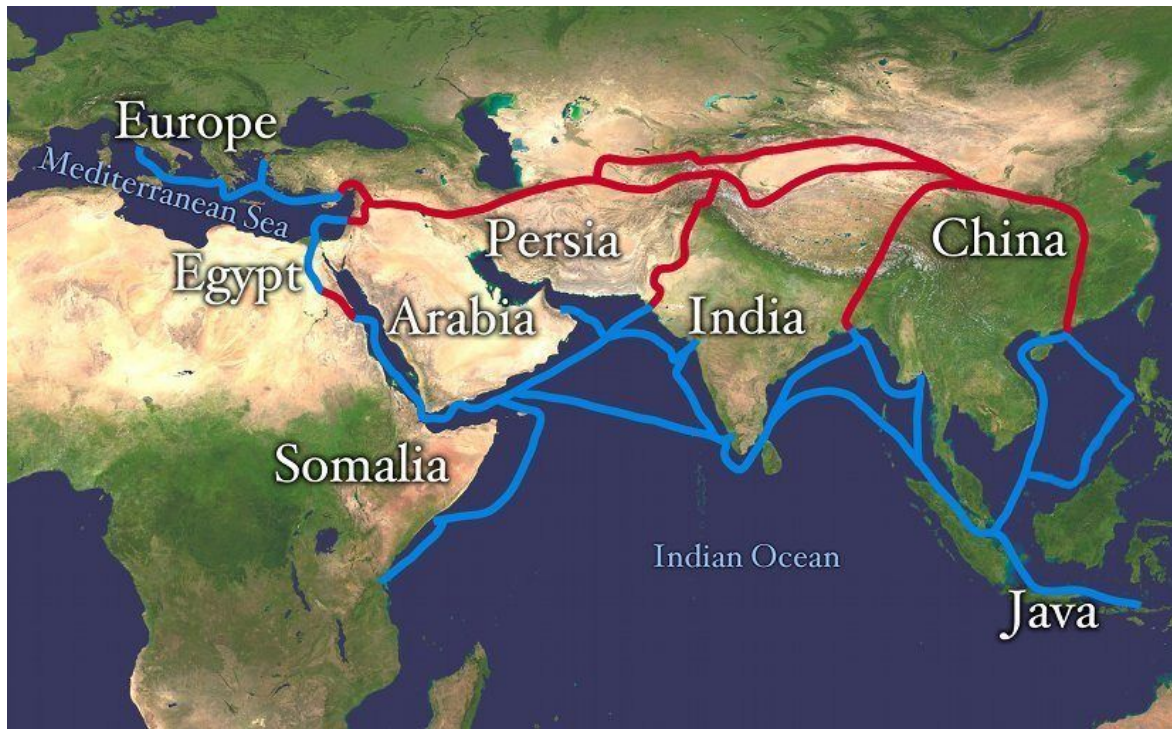 Europe
Mediterranean Sea
Egypt
Persia
China
Arabia
India
Somalia
Indian Ocean
Java